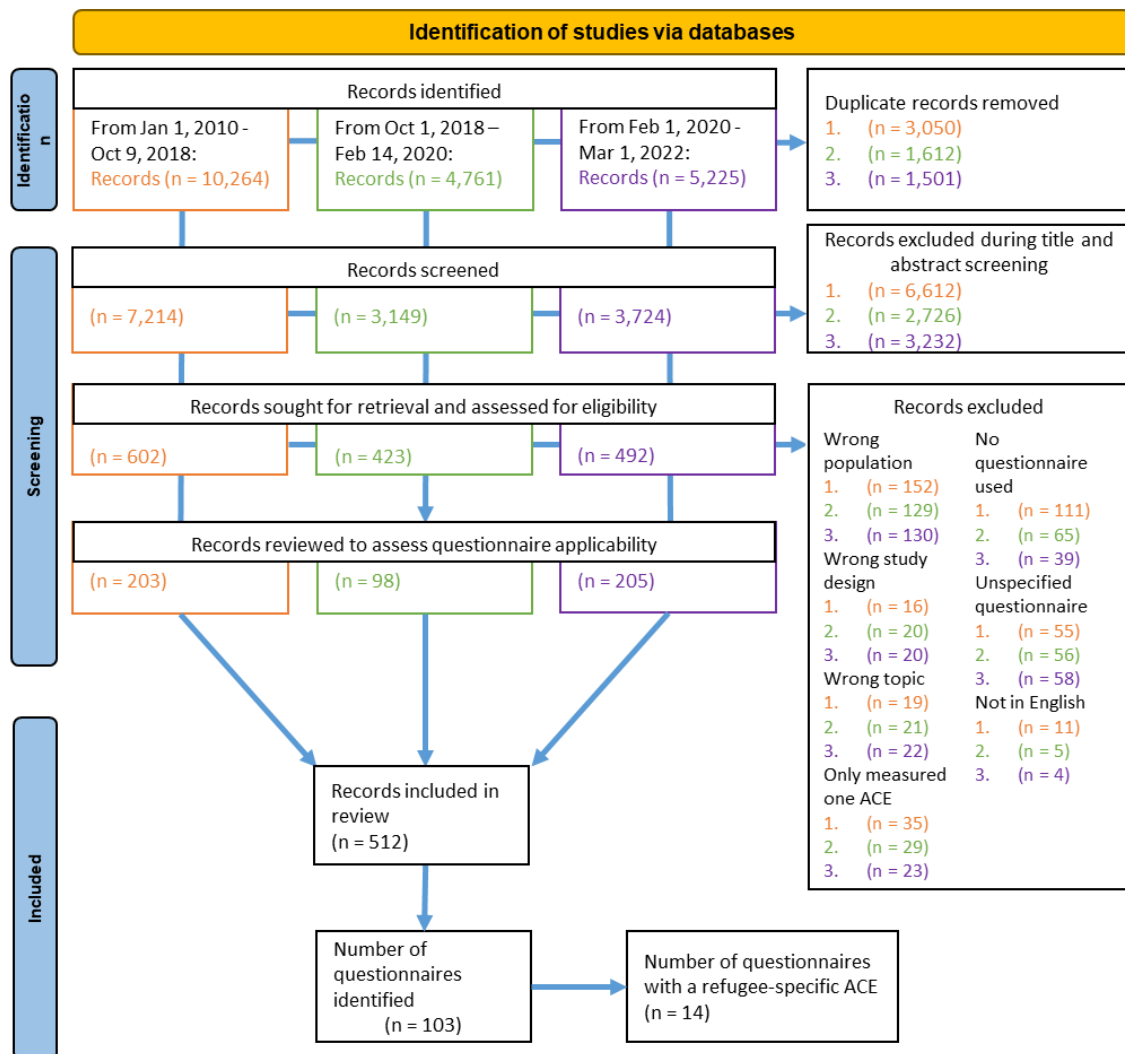 Identification of studies via databases
Identificatio
n
Records identified
From Jan 1, 2010 -
Oct 9, 2018:
Records (n = 10,264)
From Oct 1, 2018 –
Feb 14, 2020:
Records (n = 4,761)
From Feb 1, 2020 -
Mar 1, 2022:
Records (n = 5,225)
Duplicate records removed
1. (n = 3,050)
2. (n = 1,612)
3. (n = 1,501)
Screening
Records screened
(n = 7,214)
(n = 3,149)
(n = 3,724)
Records excluded during title and
abstract screening
1. (n = 6,612)
2. (n = 2,726)
3. (n = 3,232)
Records sought for retrieval and assessed for eligibility
(n = 602)
(n = 423)
(n = 492)
Records excluded
Wrong
population
1. (n = 152)
2. (n = 129)
3. (n = 130)
Wrong study
design
1. (n = 16)
2. (n = 20)
3. (n = 20)
Wrong topic
1. (n = 19)
2. (n = 21)
3. (n = 22)
Only measured
one ACE
1. (n = 35)
2. (n = 29)
3. (n = 23)
No
questionnaire
used
1. (n = 111)
2. (n = 65)
3. (n = 39)
Unspecified
questionnaire
1. (n = 55)
2. (n = 56)
3. (n = 58)
Not in English
1. (n = 11)
2. (n = 5)
3. (n = 4)
Records reviewed to assess questionnaire applicability
(n = 203)
(n = 98)
(n = 205)
Included
Records included in
review
(n = 512)
Number of
questionnaires
identified
(n = 103)
Number of questionnaires
with a refugee-specific ACE
(n = 14)